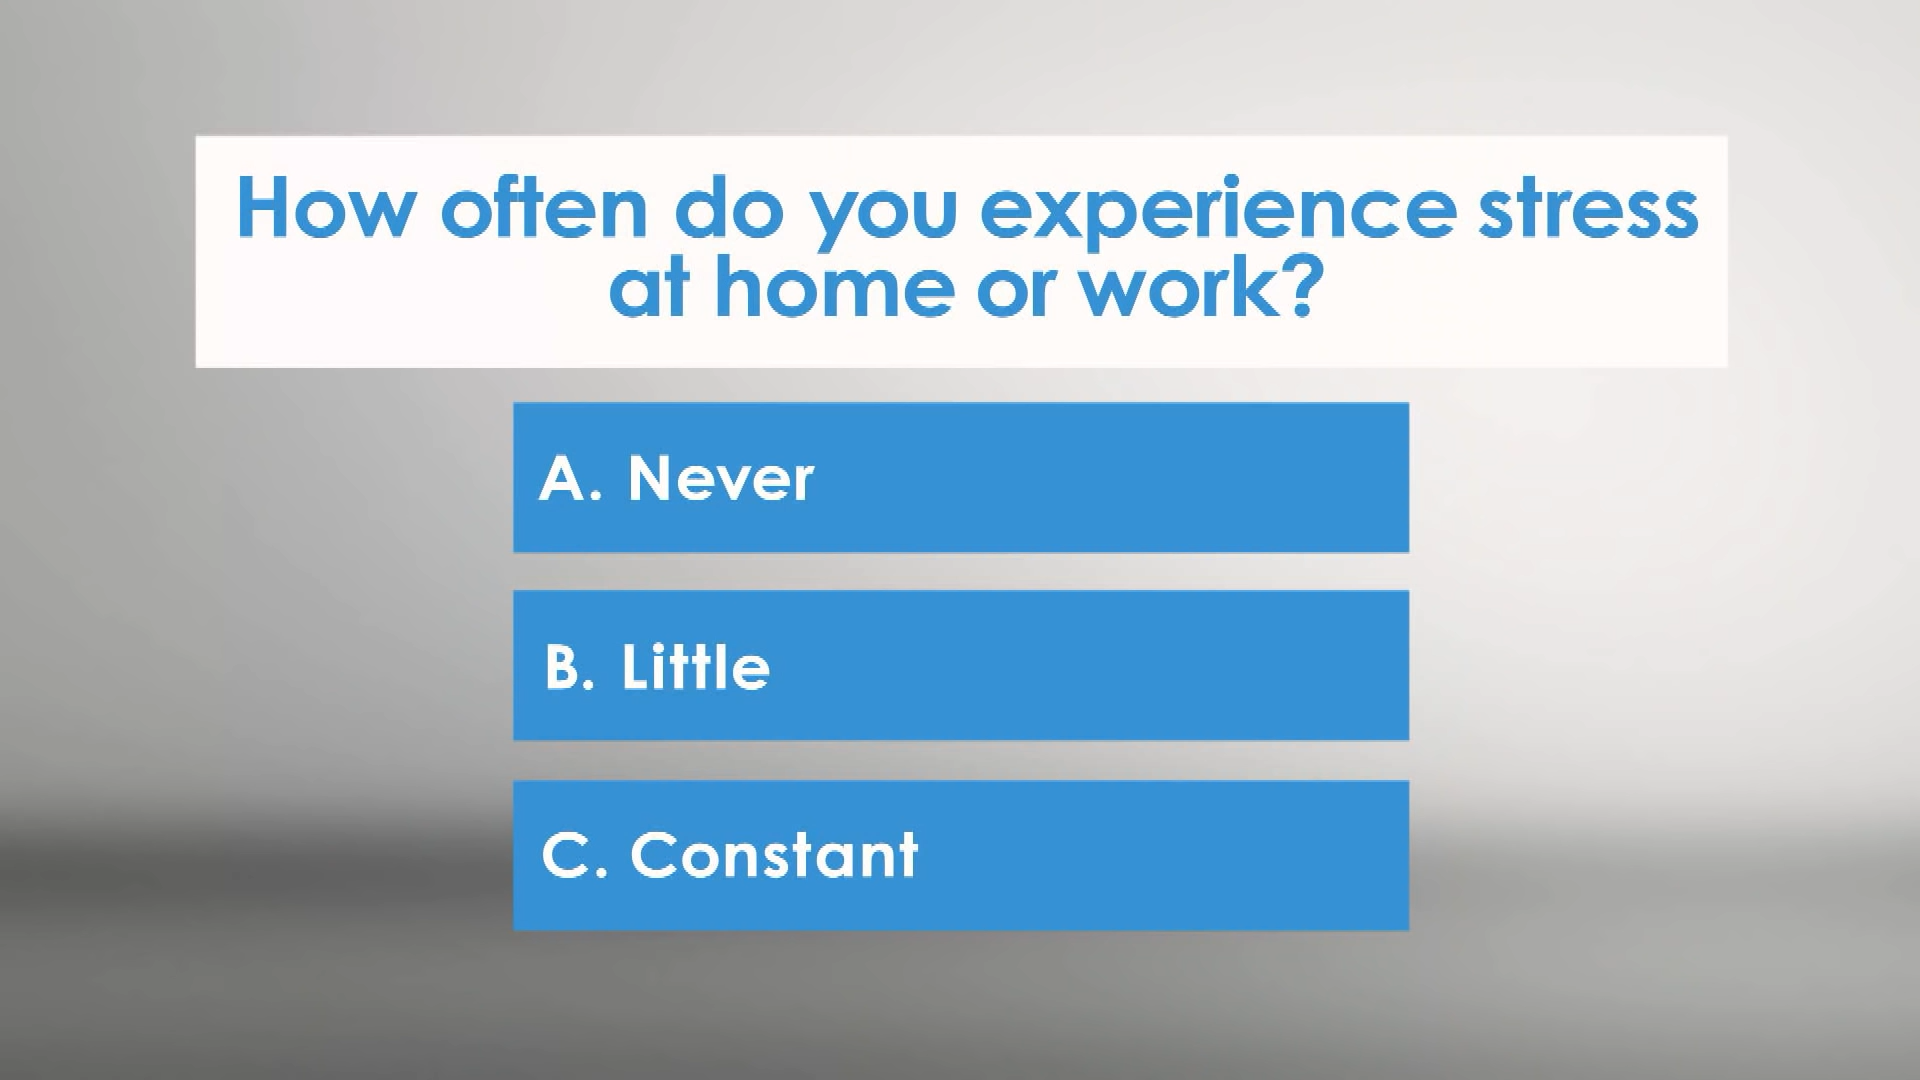 How often do you experience stress
at home or work?
A. Never
B. Little
C. Constant